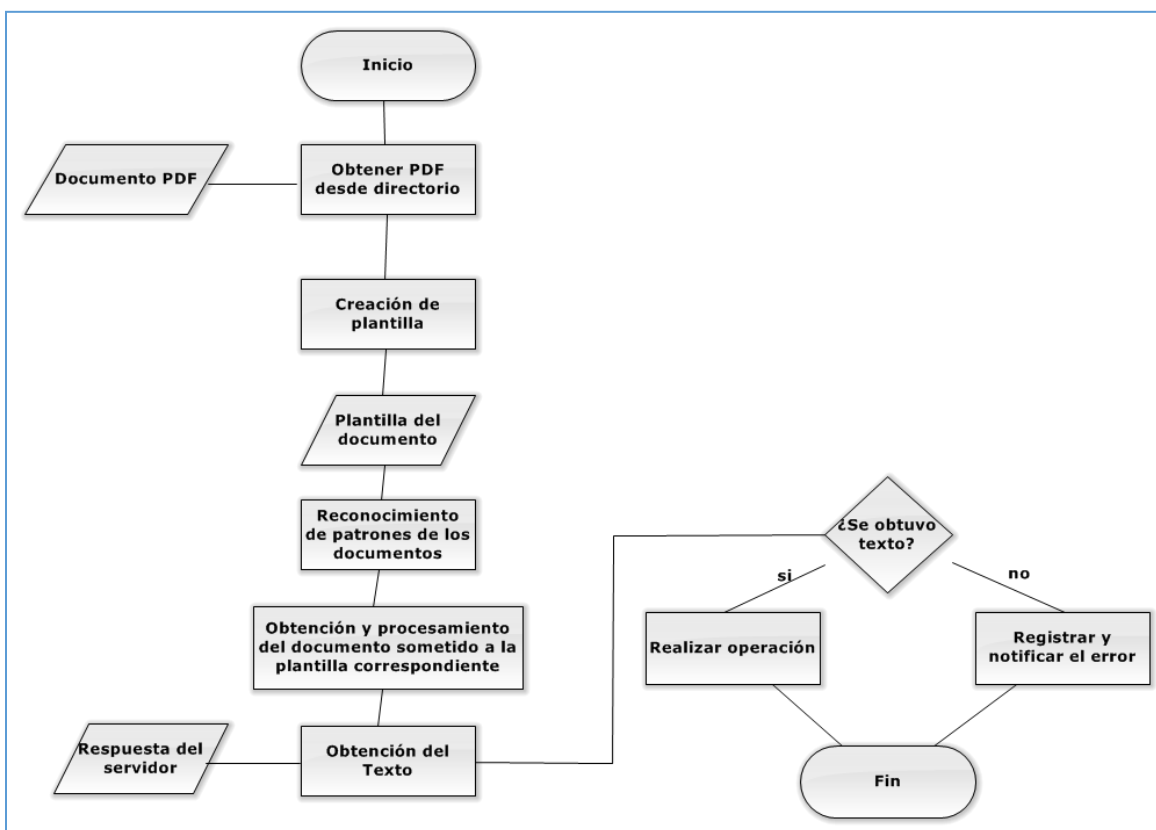 Inicio
Documento PDF
Obtener PDF
desde directorio
Creación de
plantilla
Plantilla del
documento
Reconocimiento
de patrones de los
documentos
Obtención y procesamiento
del documento sometido a la
plantilla correspondiente
Respuesta del
servidor
Obtención del
Texto
¿Se obtuvo
texto?
si
no
Realizar operación
Registrar y
notificar el error
Fin